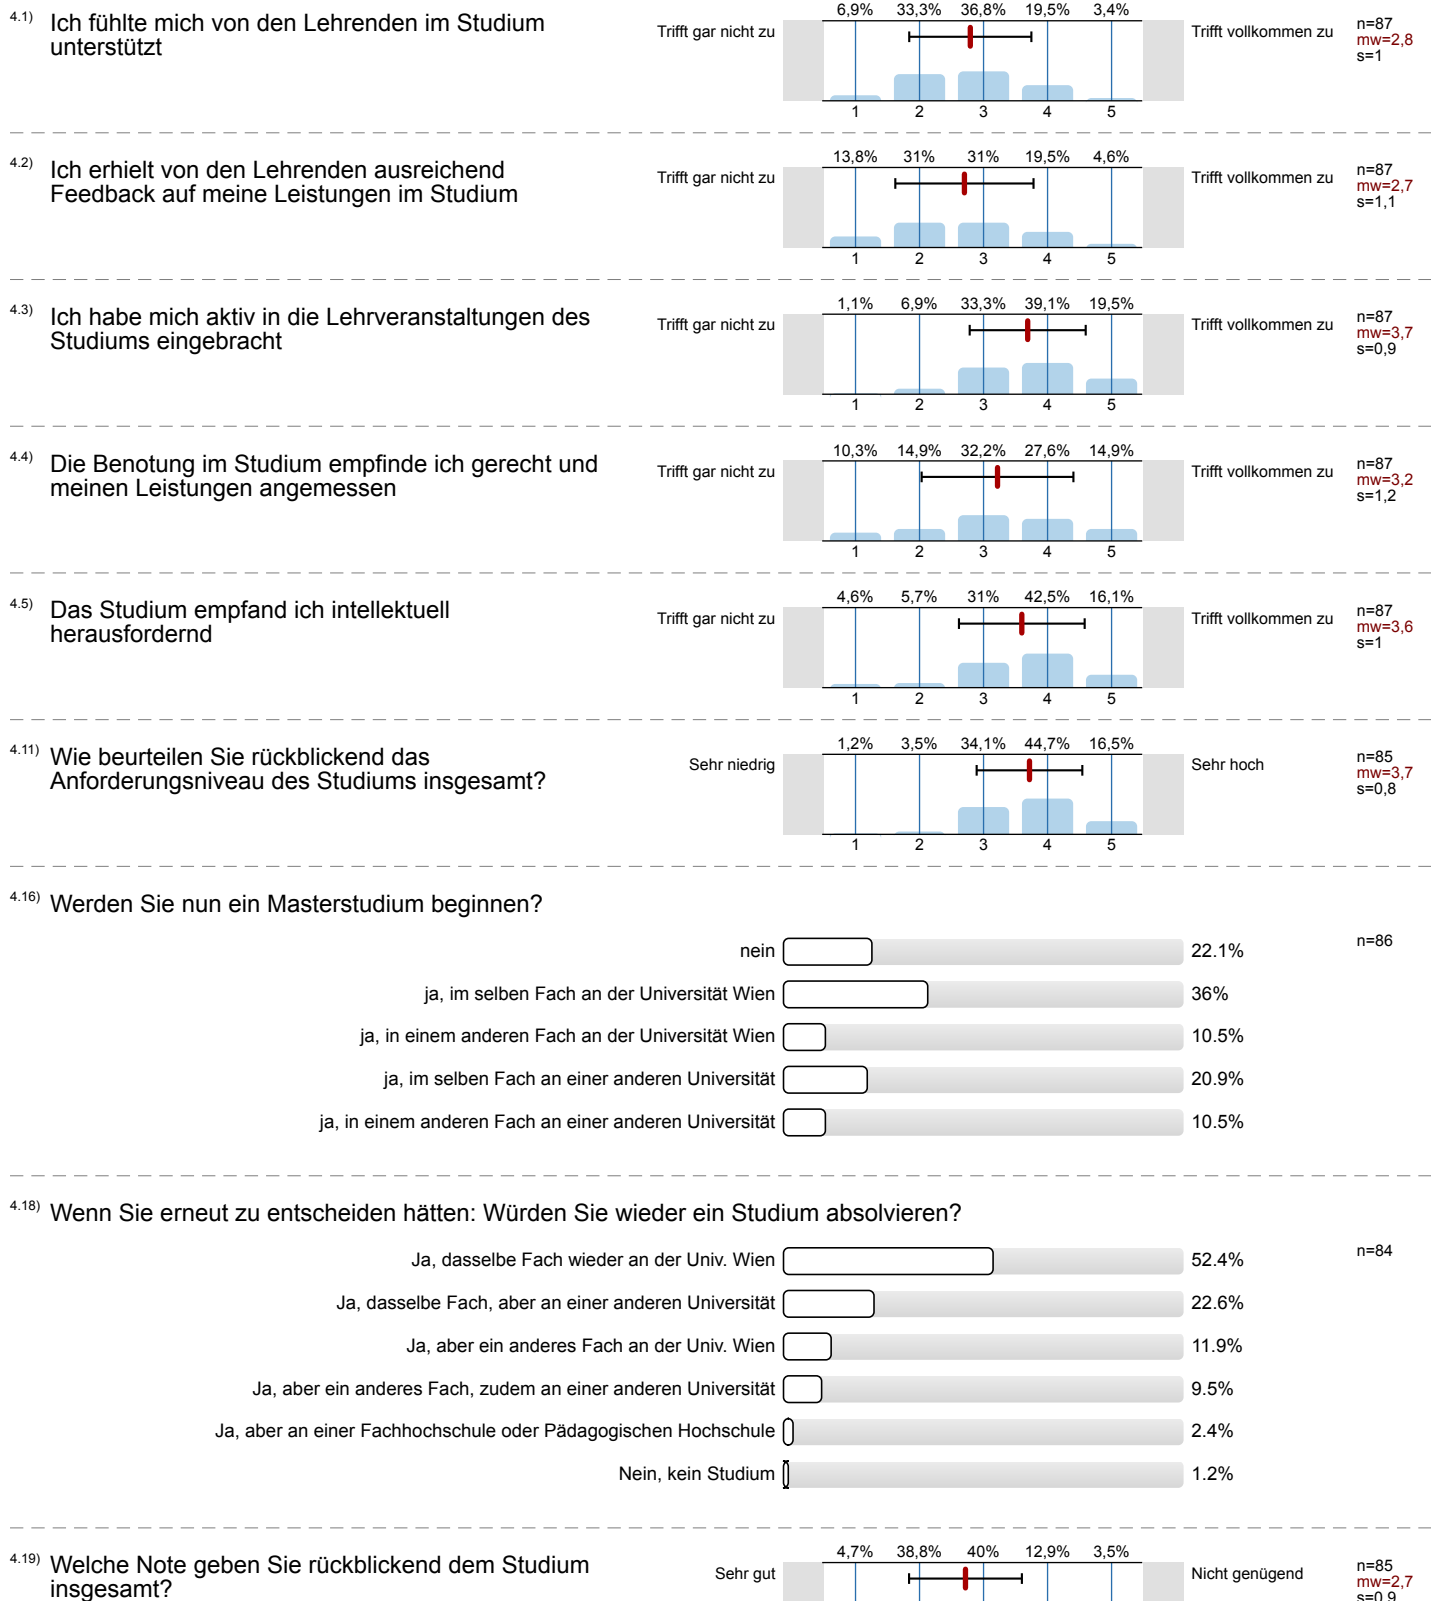 4.1) Ich fühlte mich von den Lehrenden im Studium
unterstützt
6,9% 33,3% 36,8% 19,5% 3,4%
Trifft gar nicht zu
Trifft vollkommen zu
n=87
mw=2,8
s=1
1 2 3 4 5
4.2) Ich erhielt von den Lehrenden ausreichend
Feedback auf meine Leistungen im Studium
13,8% 31% 31% 19,5% 4,6%
Trifft gar nicht zu
Trifft vollkommen zu
n=87
mw=2,7
s=1,1
1 2 3 4 5
4.3) Ich habe mich aktiv in die Lehrveranstaltungen des
Studiums eingebracht
1,1% 6,9% 33,3% 39,1% 19,5%
Trifft gar nicht zu
Trifft vollkommen zu
n=87
mw=3,7
s=0,9
1 2 3 4 5
4.4) Die Benotung im Studium empfinde ich gerecht und
meinen Leistungen angemessen
10,3% 14,9% 32,2% 27,6% 14,9%
Trifft gar nicht zu
Trifft vollkommen zu
n=87
mw=3,2
s=1,2
1 2 3 4 5
4.5) Das Studium empfand ich intellektuell
herausfordernd
4,6% 5,7% 31% 42,5% 16,1%
Trifft gar nicht zu
Trifft vollkommen zu
n=87
mw=3,6
s=1
1 2 3 4 5
4.11) Wie beurteilen Sie rückblickend das
Anforderungsniveau des Studiums insgesamt?
1,2% 3,5% 34,1% 44,7% 16,5%
Sehr niedrig
Sehr hoch
n=85
mw=3,7
s=0,8
1 2 3 4 5
4.16) Werden Sie nun ein Masterstudium beginnen?
n=86
nein 22.1%
ja, im selben Fach an der Universität Wien 36%
ja, in einem anderen Fach an der Universität Wien 10.5%
ja, im selben Fach an einer anderen Universität 20.9%
ja, in einem anderen Fach an einer anderen Universität 10.5%
4.18) Wenn Sie erneut zu entscheiden hätten: Würden Sie wieder ein Studium absolvieren?
n=84
Ja, dasselbe Fach wieder an der Univ. Wien 52.4%
Ja, dasselbe Fach, aber an einer anderen Universität 22.6%
Ja, aber ein anderes Fach an der Univ. Wien 11.9%
Ja, aber ein anderes Fach, zudem an einer anderen Universität 9.5%
Ja, aber an einer Fachhochschule oder Pädagogischen Hochschule 2.4%
Nein, kein Studium 1.2%
4.19) Welche Note geben Sie rückblickend dem Studium
insgesamt?
4,7% 38,8% 40% 12,9% 3,5%
Sehr gut
Nicht genügend
n=85
mw=2,7
s=0,9